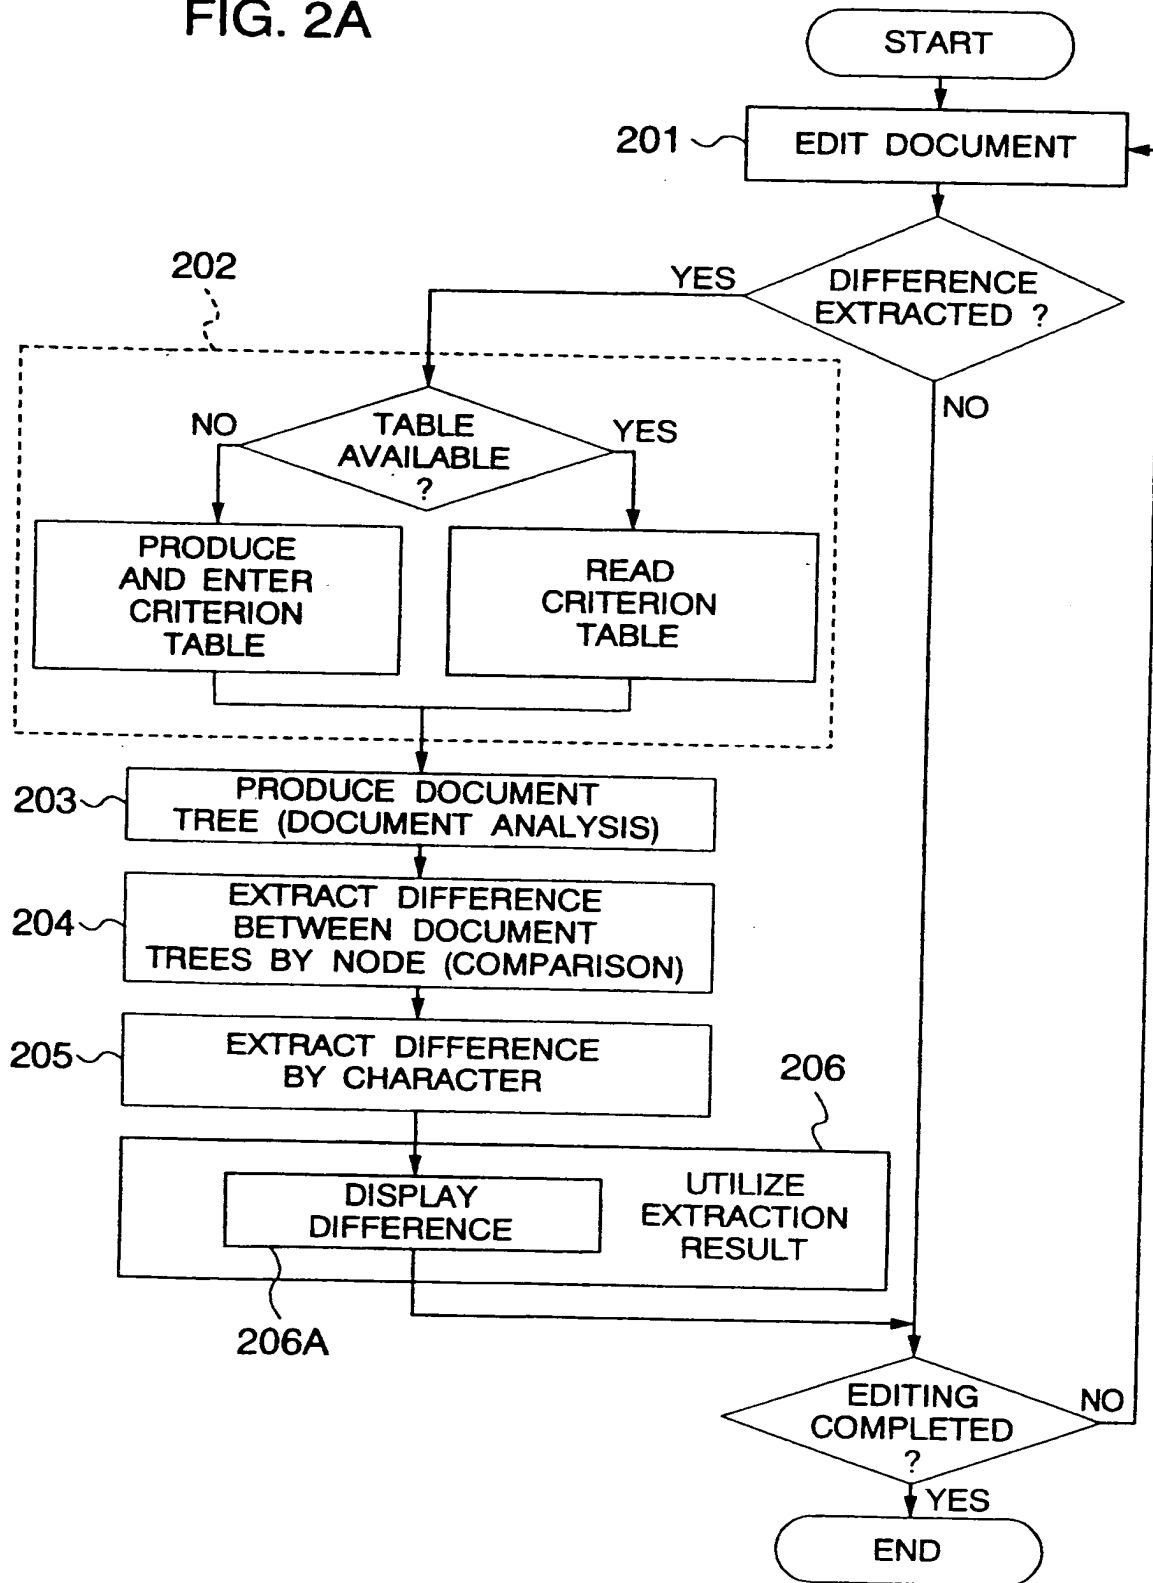 FIG. 2A
START
201
EDIT DOCUMENT
202
YES
DIFFERENCE
EXTRACTED ?
NO
NO
TABLE
AVAILABLE
?
YES
PRODUCE
AND ENTER
CRITERION
TABLE
READ
CRITERION
TABLE
203
PRODUCE DOCUMENT
TREE (DOCUMENT ANALYSIS)
204
EXTRACT DIFFERENCE
BETWEEN DOCUMENT
TREES BY NODE (COMPARISON)
205
EXTRACT DIFFERENCE
BY CHARACTER
206
DISPLAY
DIFFERENCE
UTILIZE
EXTRACTION
RESULT
206A
EDITING
COMPLETED
?
NO
YES
END